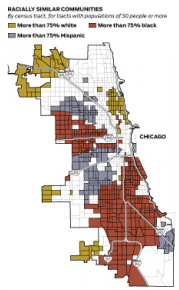 RACIALLY SIMILAR COMMUNITIES
By census tract, for tracts with populations of 50 people or more
More than 75% white More than 75% black
More than 75% Hispanic
CHICAGO